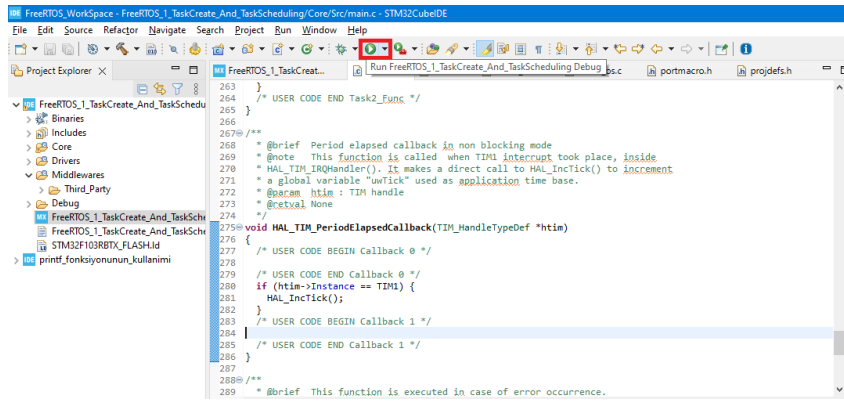 IDE FreeRTOS_WorkSpace - FreeRTOS_1_TaskCreate_And_TaskScheduling/Core/Src/main.c - STM32CubeIDE
File Edit Source Refactor Navigate Search Project Run Window Help
Project Explorer
MX FreeRTOS_1_TaskCreat...
.c
Run FreeRTOS_1_TaskCreate_And_TaskScheduling Debug
s.c
.h portmacro.h
.h projdefs.h
IDE FreeRTOS_1_TaskCreate_And_TaskSchedu
Binaries
Includes
Core
Drivers
Middlewares
Third_Party
Debug
MX FreeRTOS_1_TaskCreate_And_TaskSche
FreeRTOS_1_TaskCreate_And_TaskSche
STM32F103RBTX_FLASH.ld
IDE printf_fonksiyonunun_kullanimi
263 }
264 /* USER CODE END Task2_Func */
265 }
266
267 /**
268 * @brief Period elapsed callback in non blocking mode
269 * @note This function is called when TIM1 interrupt took place, inside
270 * HAL_TIM_IRQHandler(). It makes a direct call to HAL_IncTick() to increment
271 * a global variable "uwTick" used as application time base.
272 * @param htim : TIM handle
273 * @retval None
274 */
275 void HAL_TIM_PeriodElapsedCallback(TIM_HandleTypeDef *htim)
276 {
277 /* USER CODE BEGIN Callback 0 */
278
279 /* USER CODE END Callback 0 */
280 if (htim->Instance == TIM1) {
281 HAL_IncTick();
282 }
283 /* USER CODE BEGIN Callback 1 */
284
285 /* USER CODE END Callback 1 */
286 }
287
288 /**
289 * @brief This function is executed in case of error occurrence.